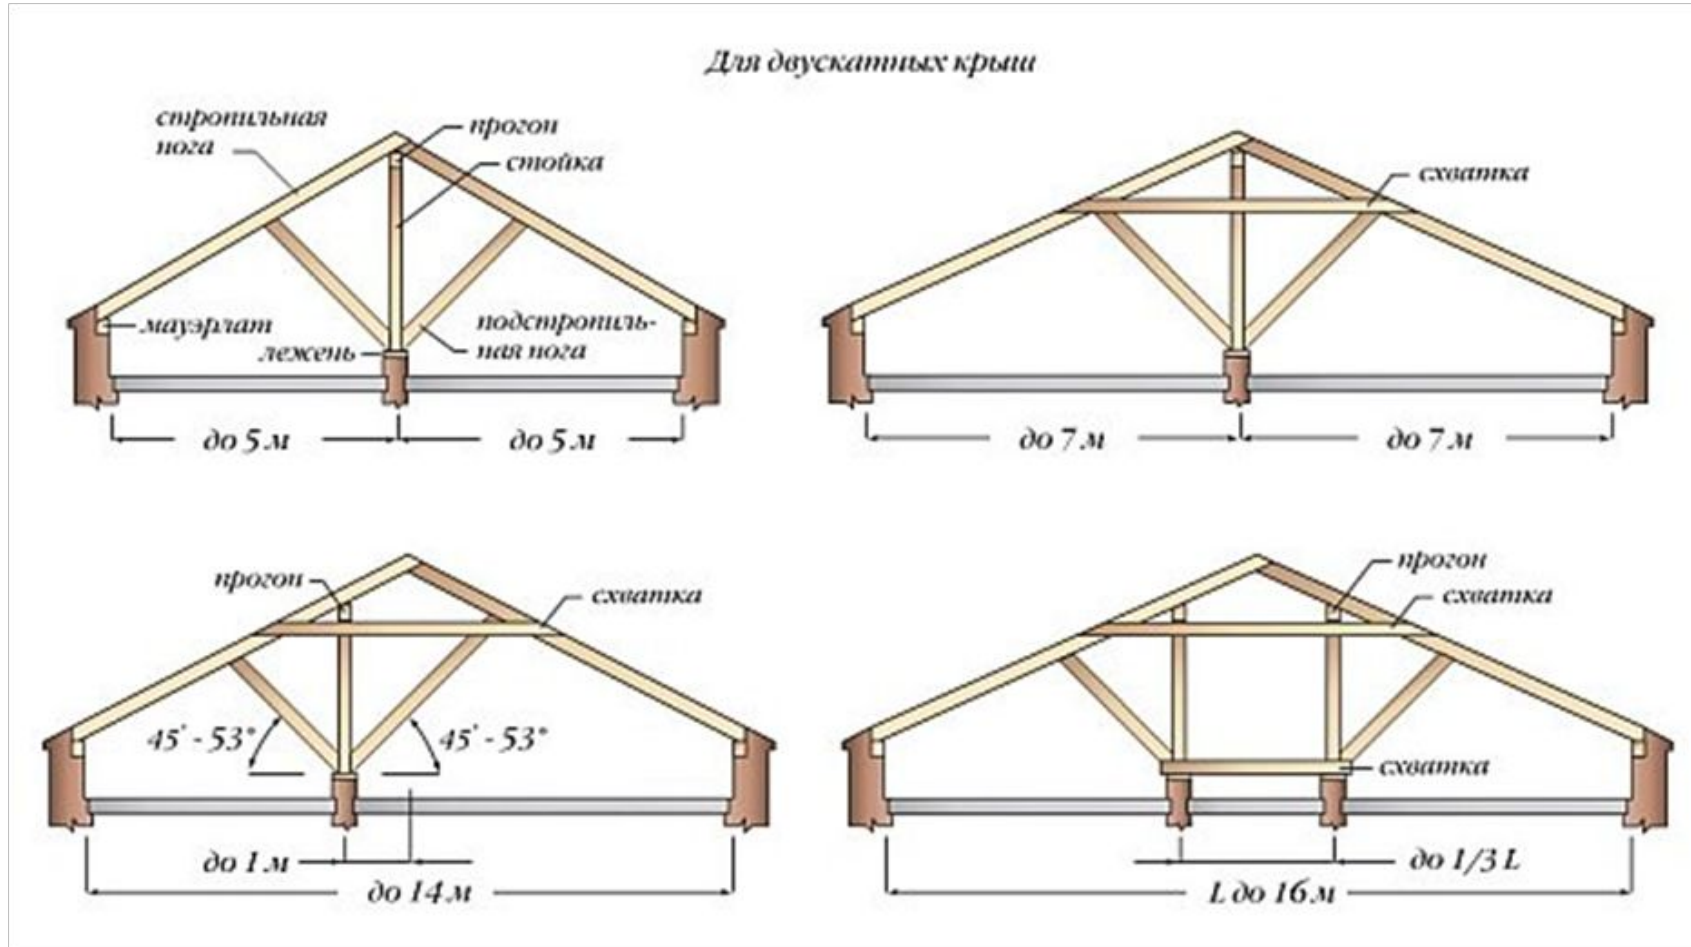 Для двускатных крыш
стропильная
нога
прогон
стойка
мауэрлат
лежень
подстропиль-
ная нога
до 5 м
до 5 м
схватка
до 7 м
до 7 м
прогон
схватка
45° - 53°
45° - 53°
до 1 м
до 14 м
прогон
схватка
схватка
до 1/3 L
L до 16 м